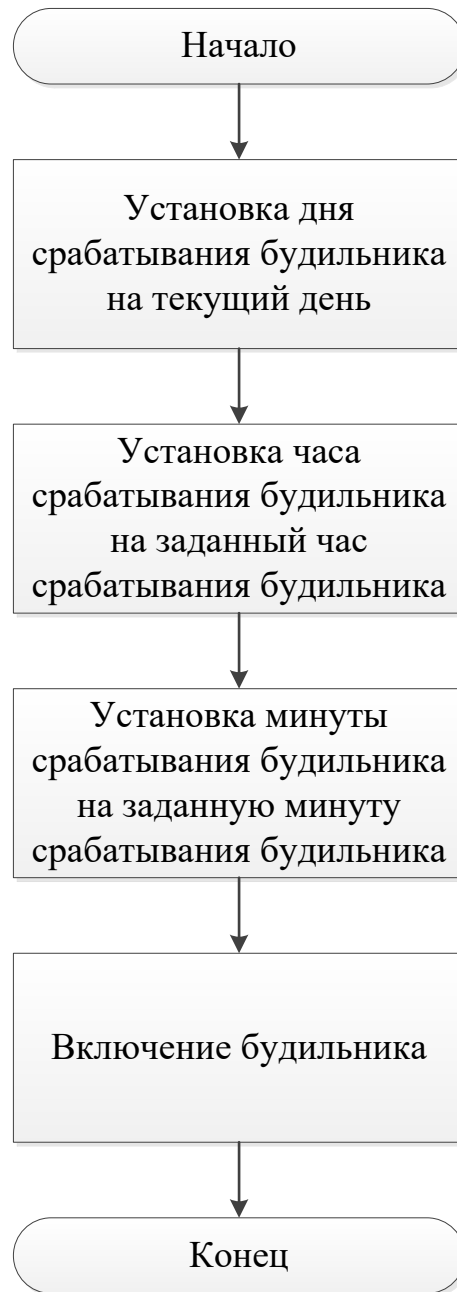 Начало
Установка дня
срабатывания будильника
на текущий день
Установка часа
срабатывания будильника
на заданный час
срабатывания будильника
Установка минуты
срабатывания будильника
на заданную минуту
срабатывания будильника
Включение будильника
Конец